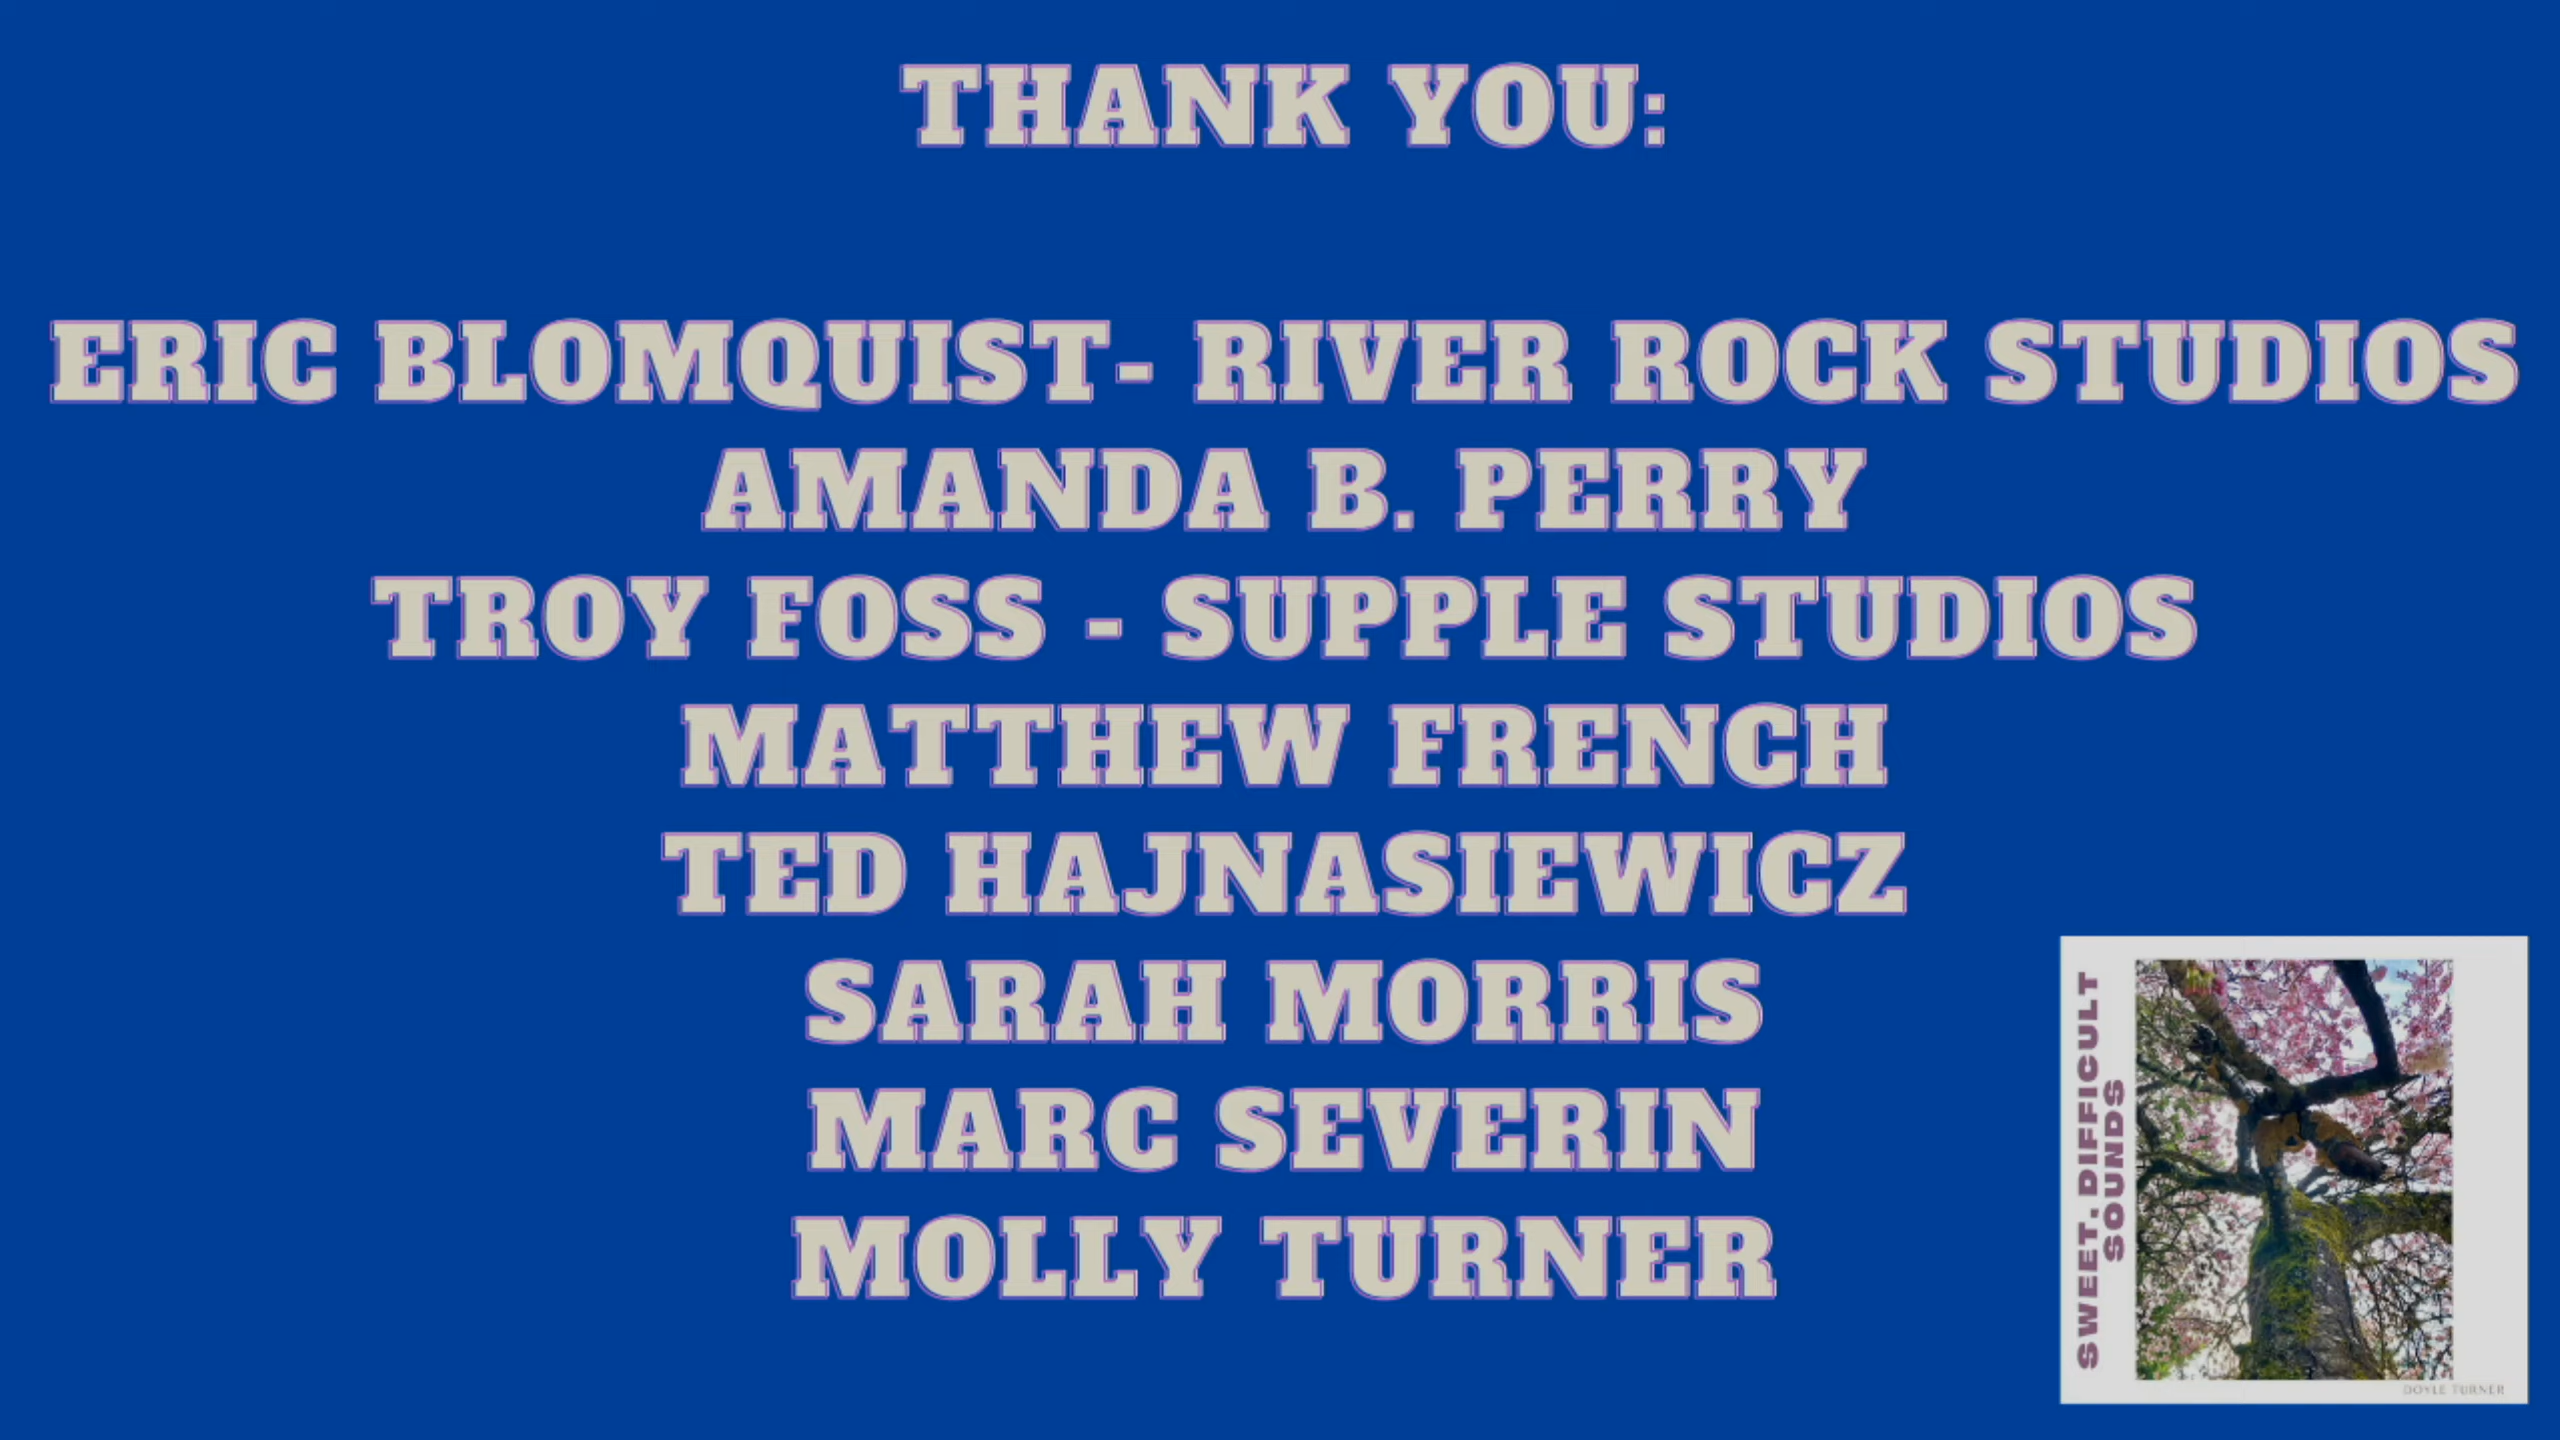 THANK YOU:
ERIC BLOMQUIST- RIVER ROCK STUDIOS
AMANDA B. PERRY
TROY FOSS - SUPPLE STUDIOS
MATTHEW FRENCH
TED HAJNASIEWICZ
SARAH MORRIS
MARC SEVERIN
MOLLY TURNER
SWEET, DIFFICULT
SOUNDS
DOYLE TURNER